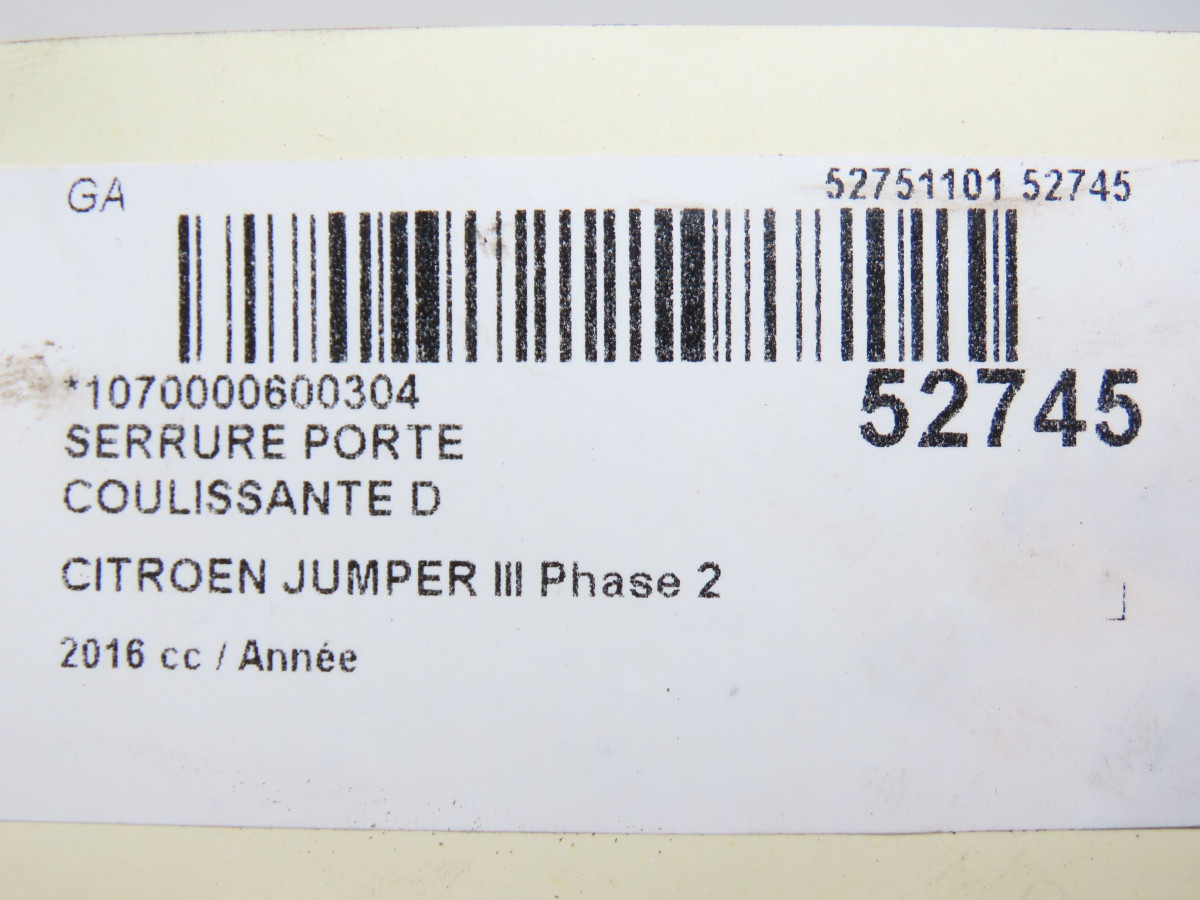 GA 52751101 52745
*1070000600304
52745
SERRURE PORTE
COULISSANTE D
CITROEN JUMPER III Phase 2
2016 cc / Année